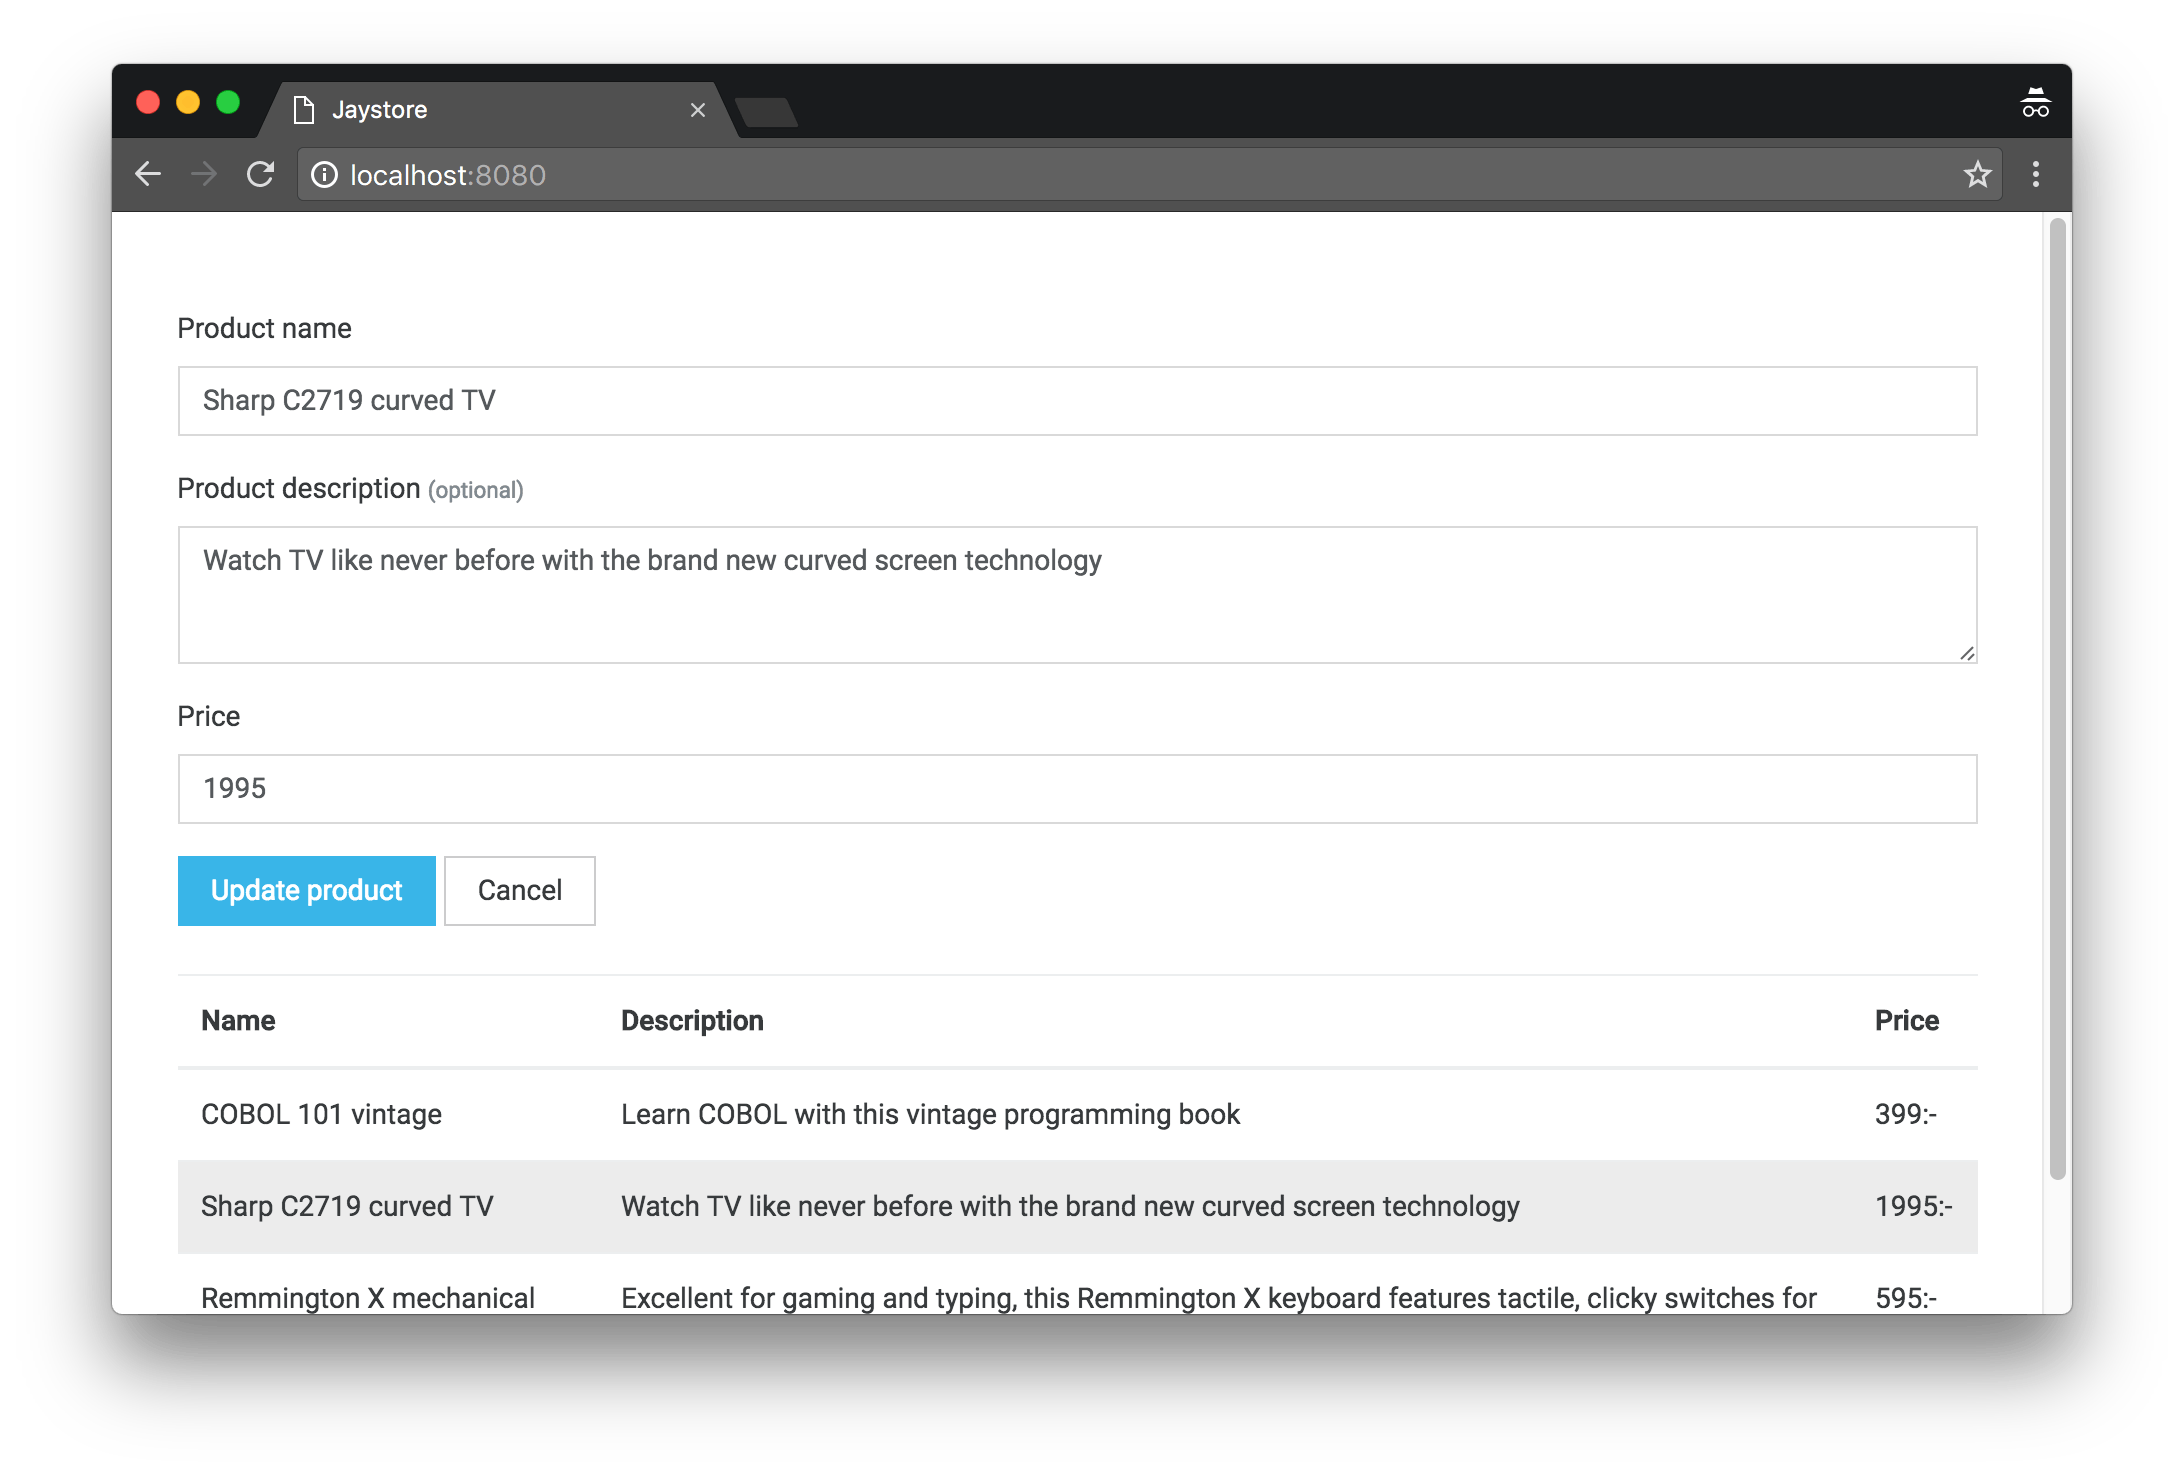 Jaystore
localhost:8080
Product name
Sharp C2719 curved TV
Product description (optional)
Watch TV like never before with the brand new curved screen technology
Price
1995
Update product Cancel
Name Description Price
COBOL 101 vintage Learn COBOL with this vintage programming book 399:-
Sharp C2719 curved TV Watch TV like never before with the brand new curved screen technology 1995:-
Remmington X mechanical Excellent for gaming and typing, this Remmington X keyboard features tactile, clicky switches for 595:-